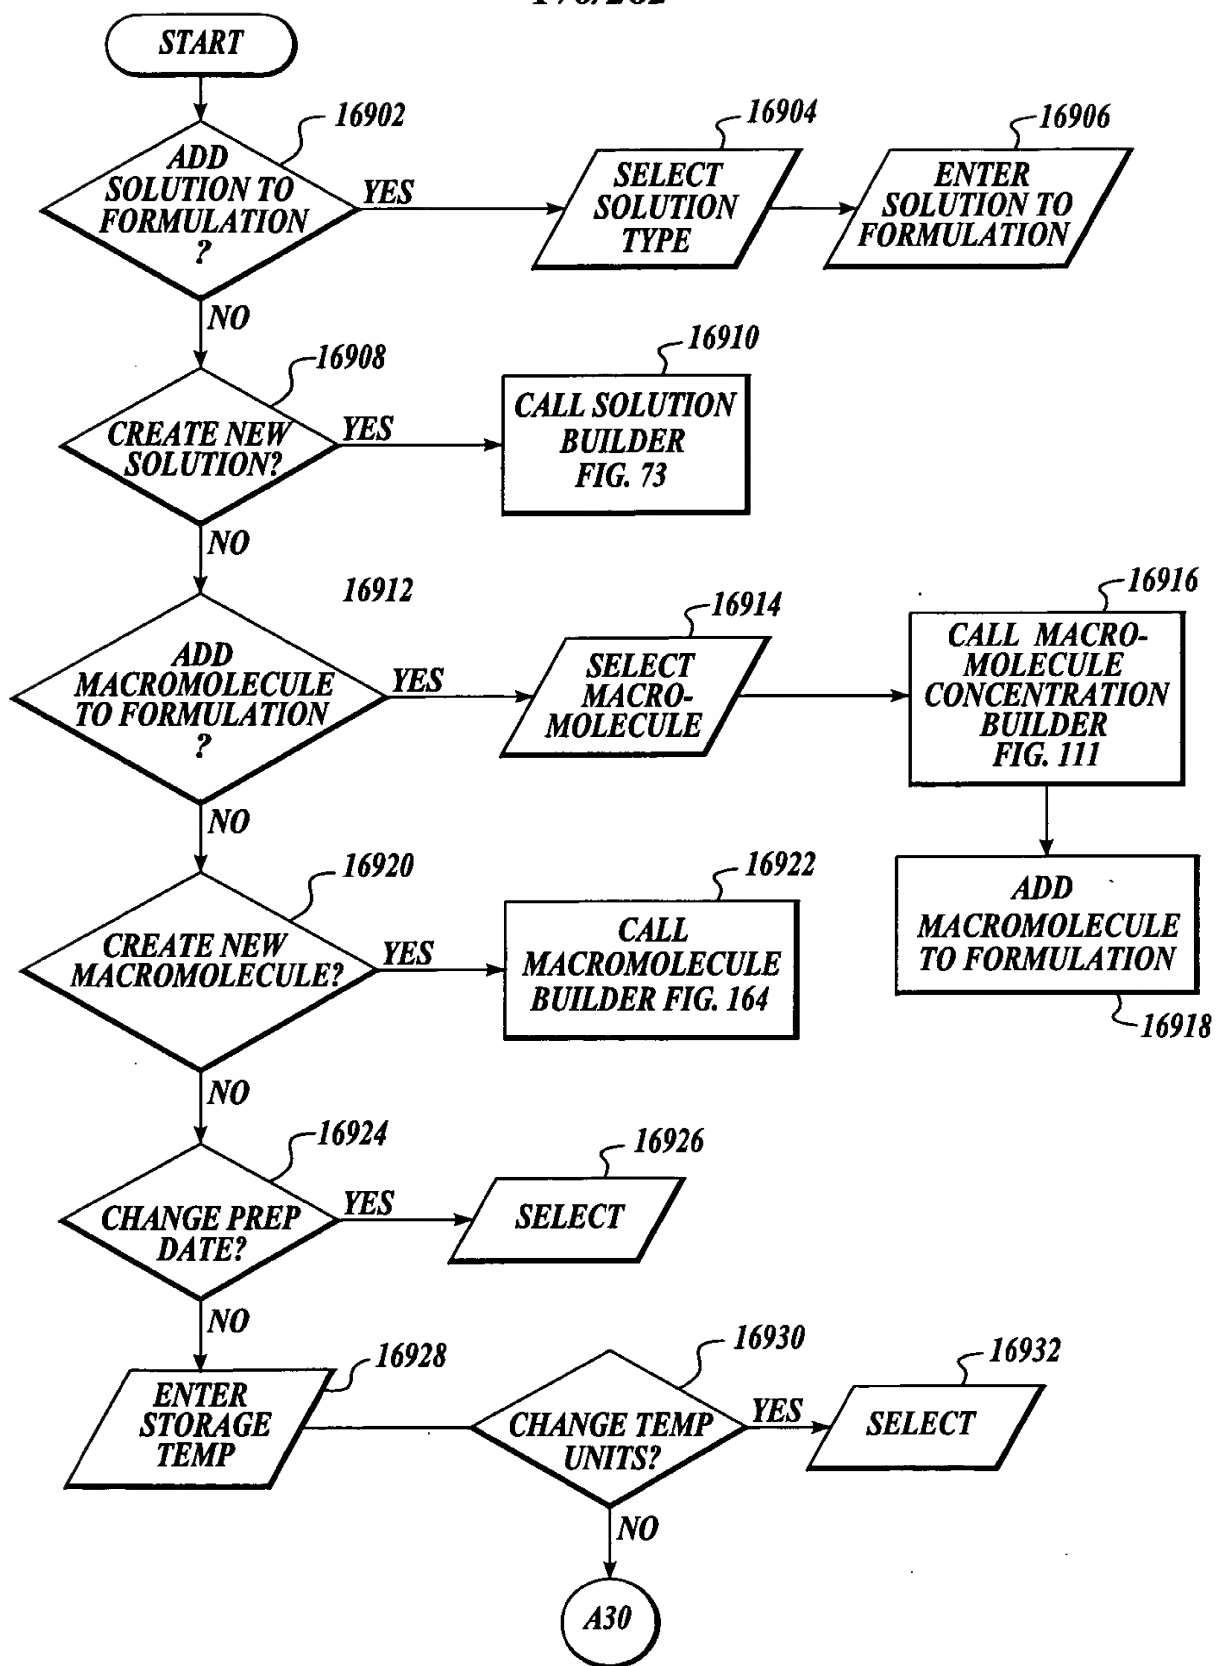 START
16902
ADD
SOLUTION TO
FORMULATION
?
YES
16904
SELECT
SOLUTION
TYPE
16906
ENTER
SOLUTION TO
FORMULATION
NO
16908
CREATE NEW
SOLUTION?
YES
16910
CALL SOLUTION
BUILDER
FIG. 73
NO
16912
ADD
MACROMOLECULE
TO FORMULATION
?
YES
16914
SELECT
MACRO-
MOLECULE
16916
CALL MACRO-
MOLECULE
CONCENTRATION
BUILDER
FIG. 111
ADD
MACROMOLECULE
TO FORMULATION
16918
NO
16920
CREATE NEW
MACROMOLECULE?
YES
16922
CALL
MACROMOLECULE
BUILDER FIG. 164
NO
16924
CHANGE PREP
DATE?
YES
16926
SELECT
NO
16928
ENTER
STORAGE
TEMP
16930
CHANGE TEMP
UNITS?
YES
16932
SELECT
NO
A30